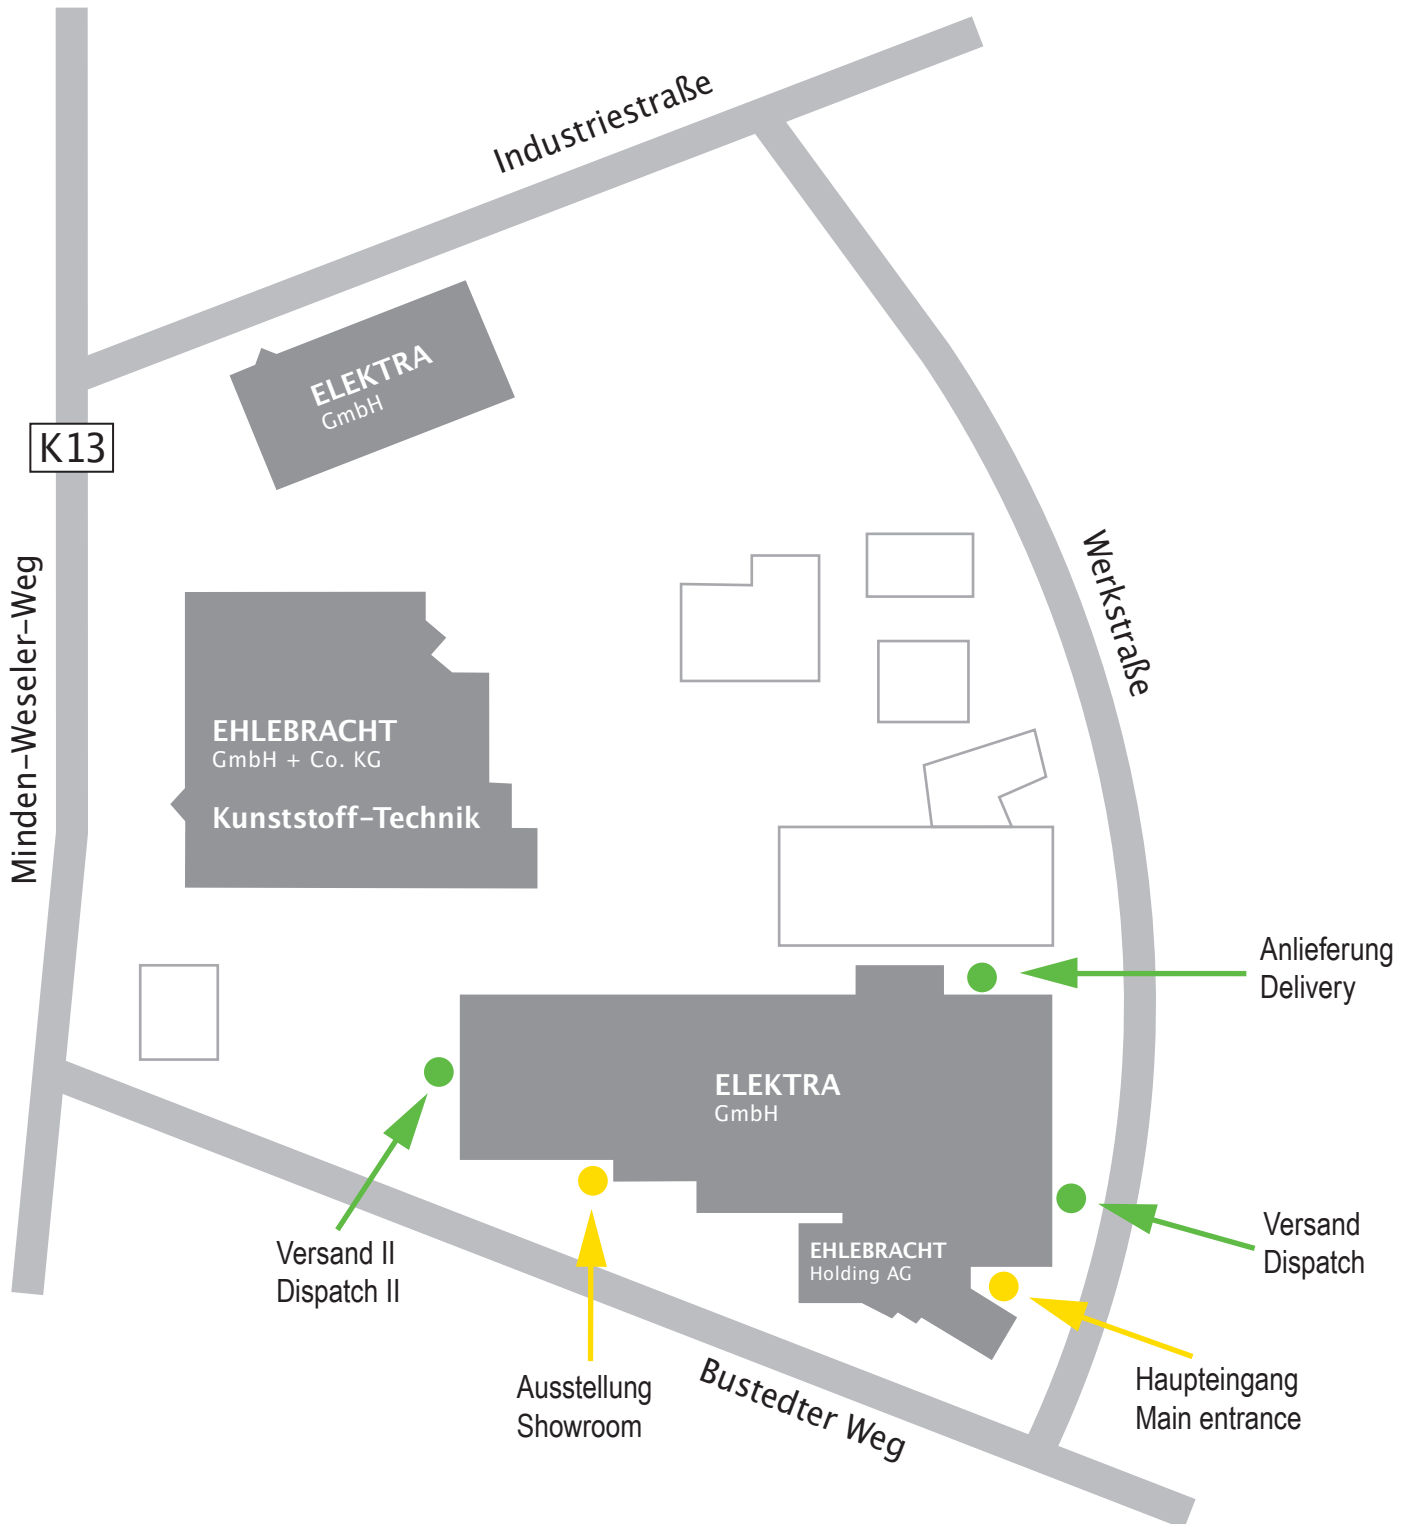 Industriestraße
ELEKTRA
GmbH
K13
Minden-Weseler-Weg
Werkstraße
EHLEBRACHT
GmbH + Co. KG
Kunststoff-Technik
Anlieferung
Delivery
ELEKTRA
GmbH
Versand II
Dispatch II
EHLEBRACHT
Holding AG
Versand
Dispatch
Ausstellung
Showroom
Bustedter Weg
Haupteingang
Main entrance